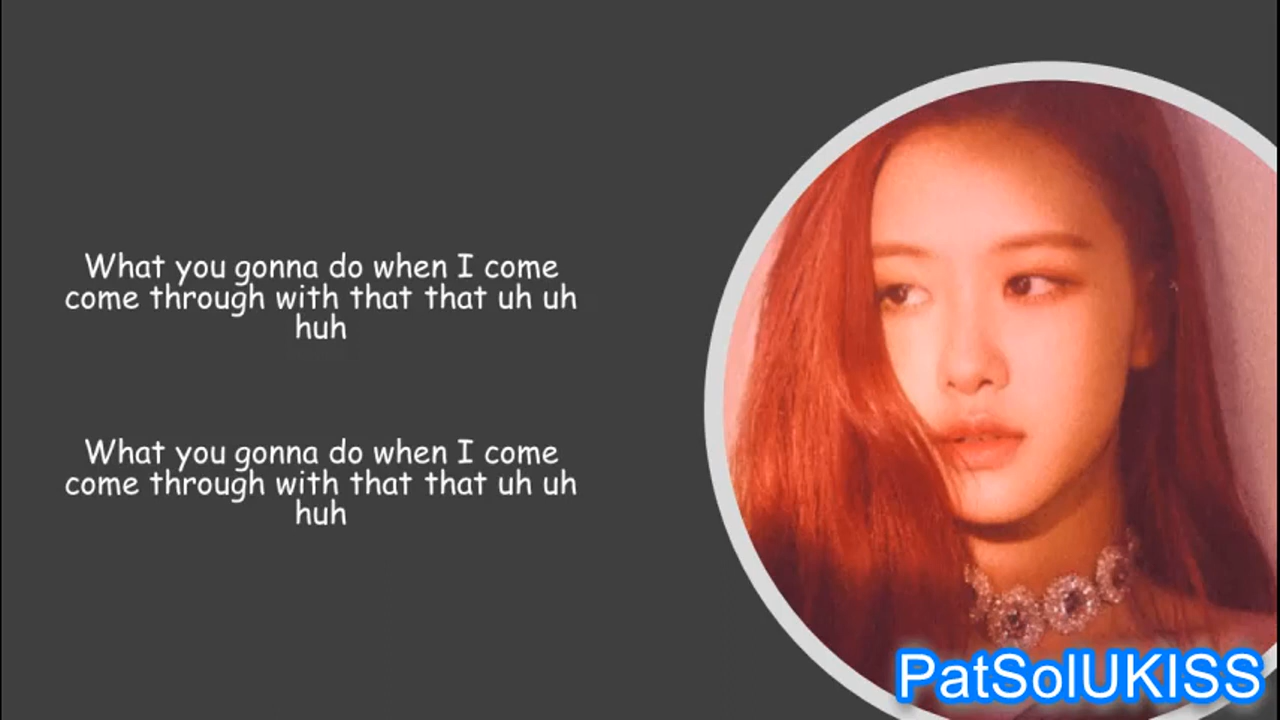 What you gonna do when I come
come through with that that uh uh
huh
What you gonna do when I come
come through with that that uh uh
huh
PatSolUKISS